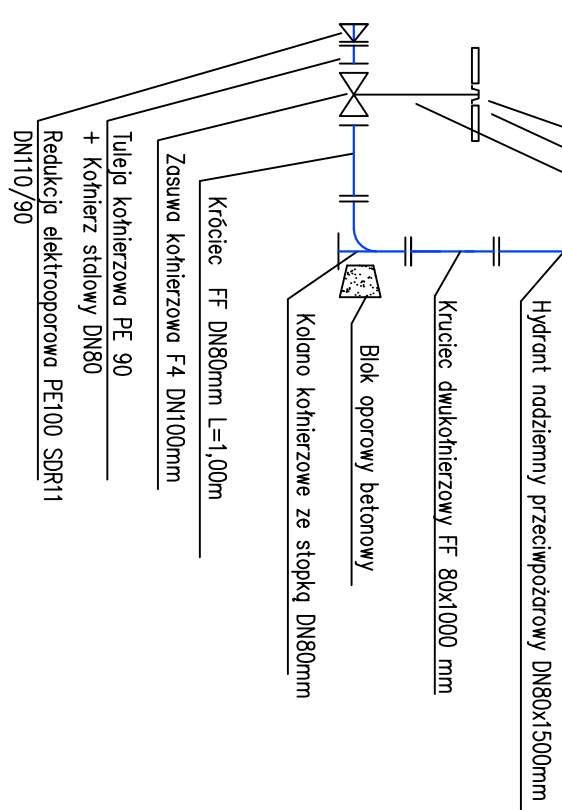 Hydrant nadziemny przeciwpożarowy DN80x1500mm
Kruciec dwukołnierzowy FF 80x1000 mm
Blok oporowy betonowy
Kolano kołnierzowe ze stopką DN80mm
Króciec FF DN80mm L=1,00m
Zasuwa kołnierzowa F4 DN100mm
Tuleja kołnierzowa PE 90
+ Kołnierz stalowy DN80
Redukcja elektrooporowa PE100 SDR11
DN110/90